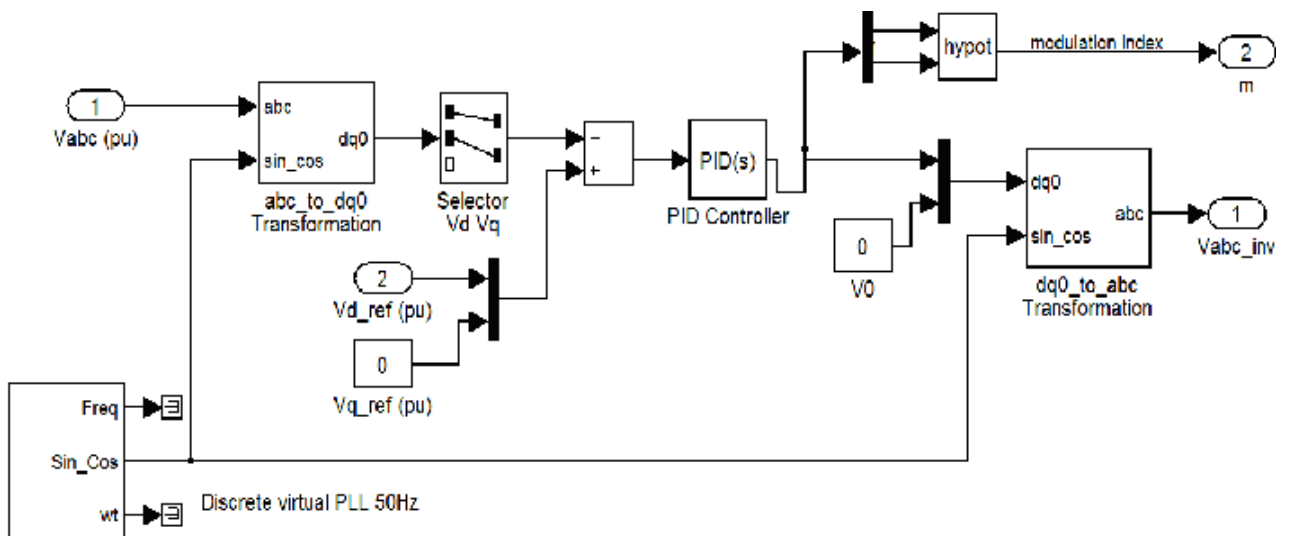 1
Vabc (pu)
abc
sin_cos
dq0
abc_to_dq0
Transformation
Selector
Vd Vq
2
Vd_ref (pu)
0
Vq_ref (pu)
−
+
PID(s)
PID Controller
hypot
modulation index
2
m
0
V0
dq0
sin_cos
abc
dq0_to_abc
Transformation
1
Vabc_inv
Freq
Sin_Cos
wt
Discrete virtual PLL 50Hz